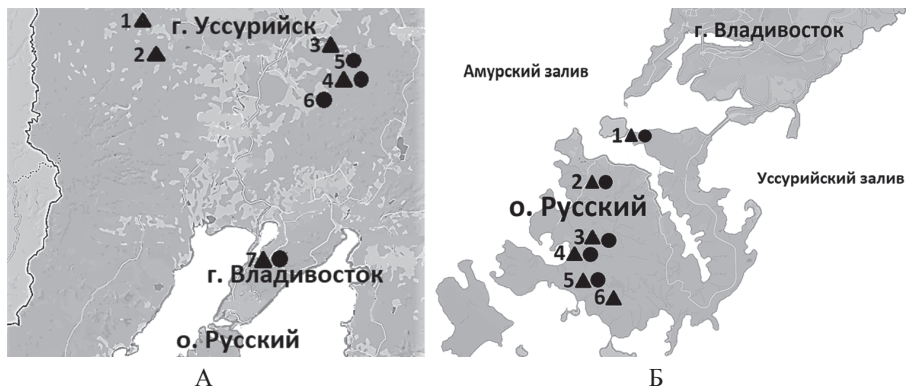 1
г. Уссурийск
2
3
5
4
6
7
г. Владивосток
о. Русский
А
г. Владивосток
Амурский залив
1
Уссурийский залив
2
о. Русский
3
4
5
6
Б